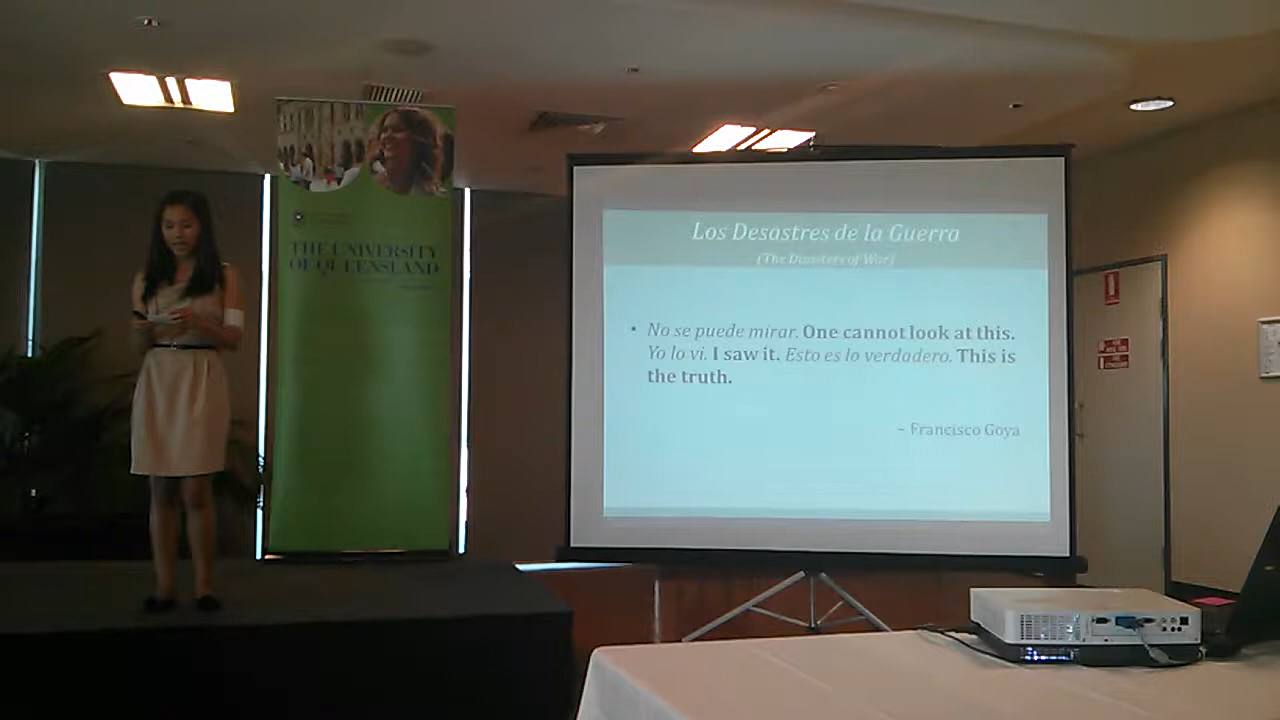 THE UNIVERSITY
OF QUEENSLAND
Los Desastres de la Guerra
(The Disasters of War)
• No se puede mirar. One cannot look at this.
Yo lo vi. I saw it. Esto es lo verdadero. This is
the truth.
– Francisco Goya